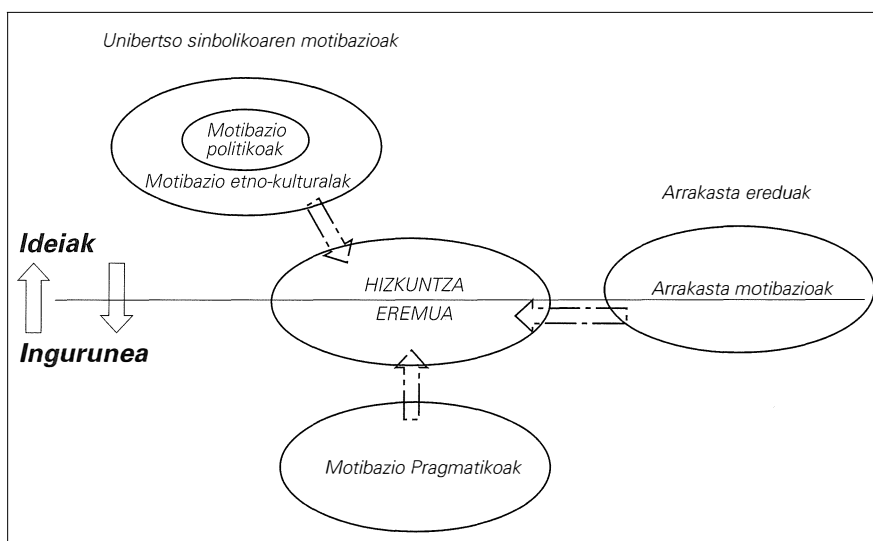 Unibertso sinbolikoaren motibazioak
Motibazio
politikoak
Motibazio etno-kulturalak
Arrakasta ereduak
Ideiak
HIZKUNTZA
Arrakasta motibazioak
EREMUA
Ingurunea
Motibazio Pragmatikoak